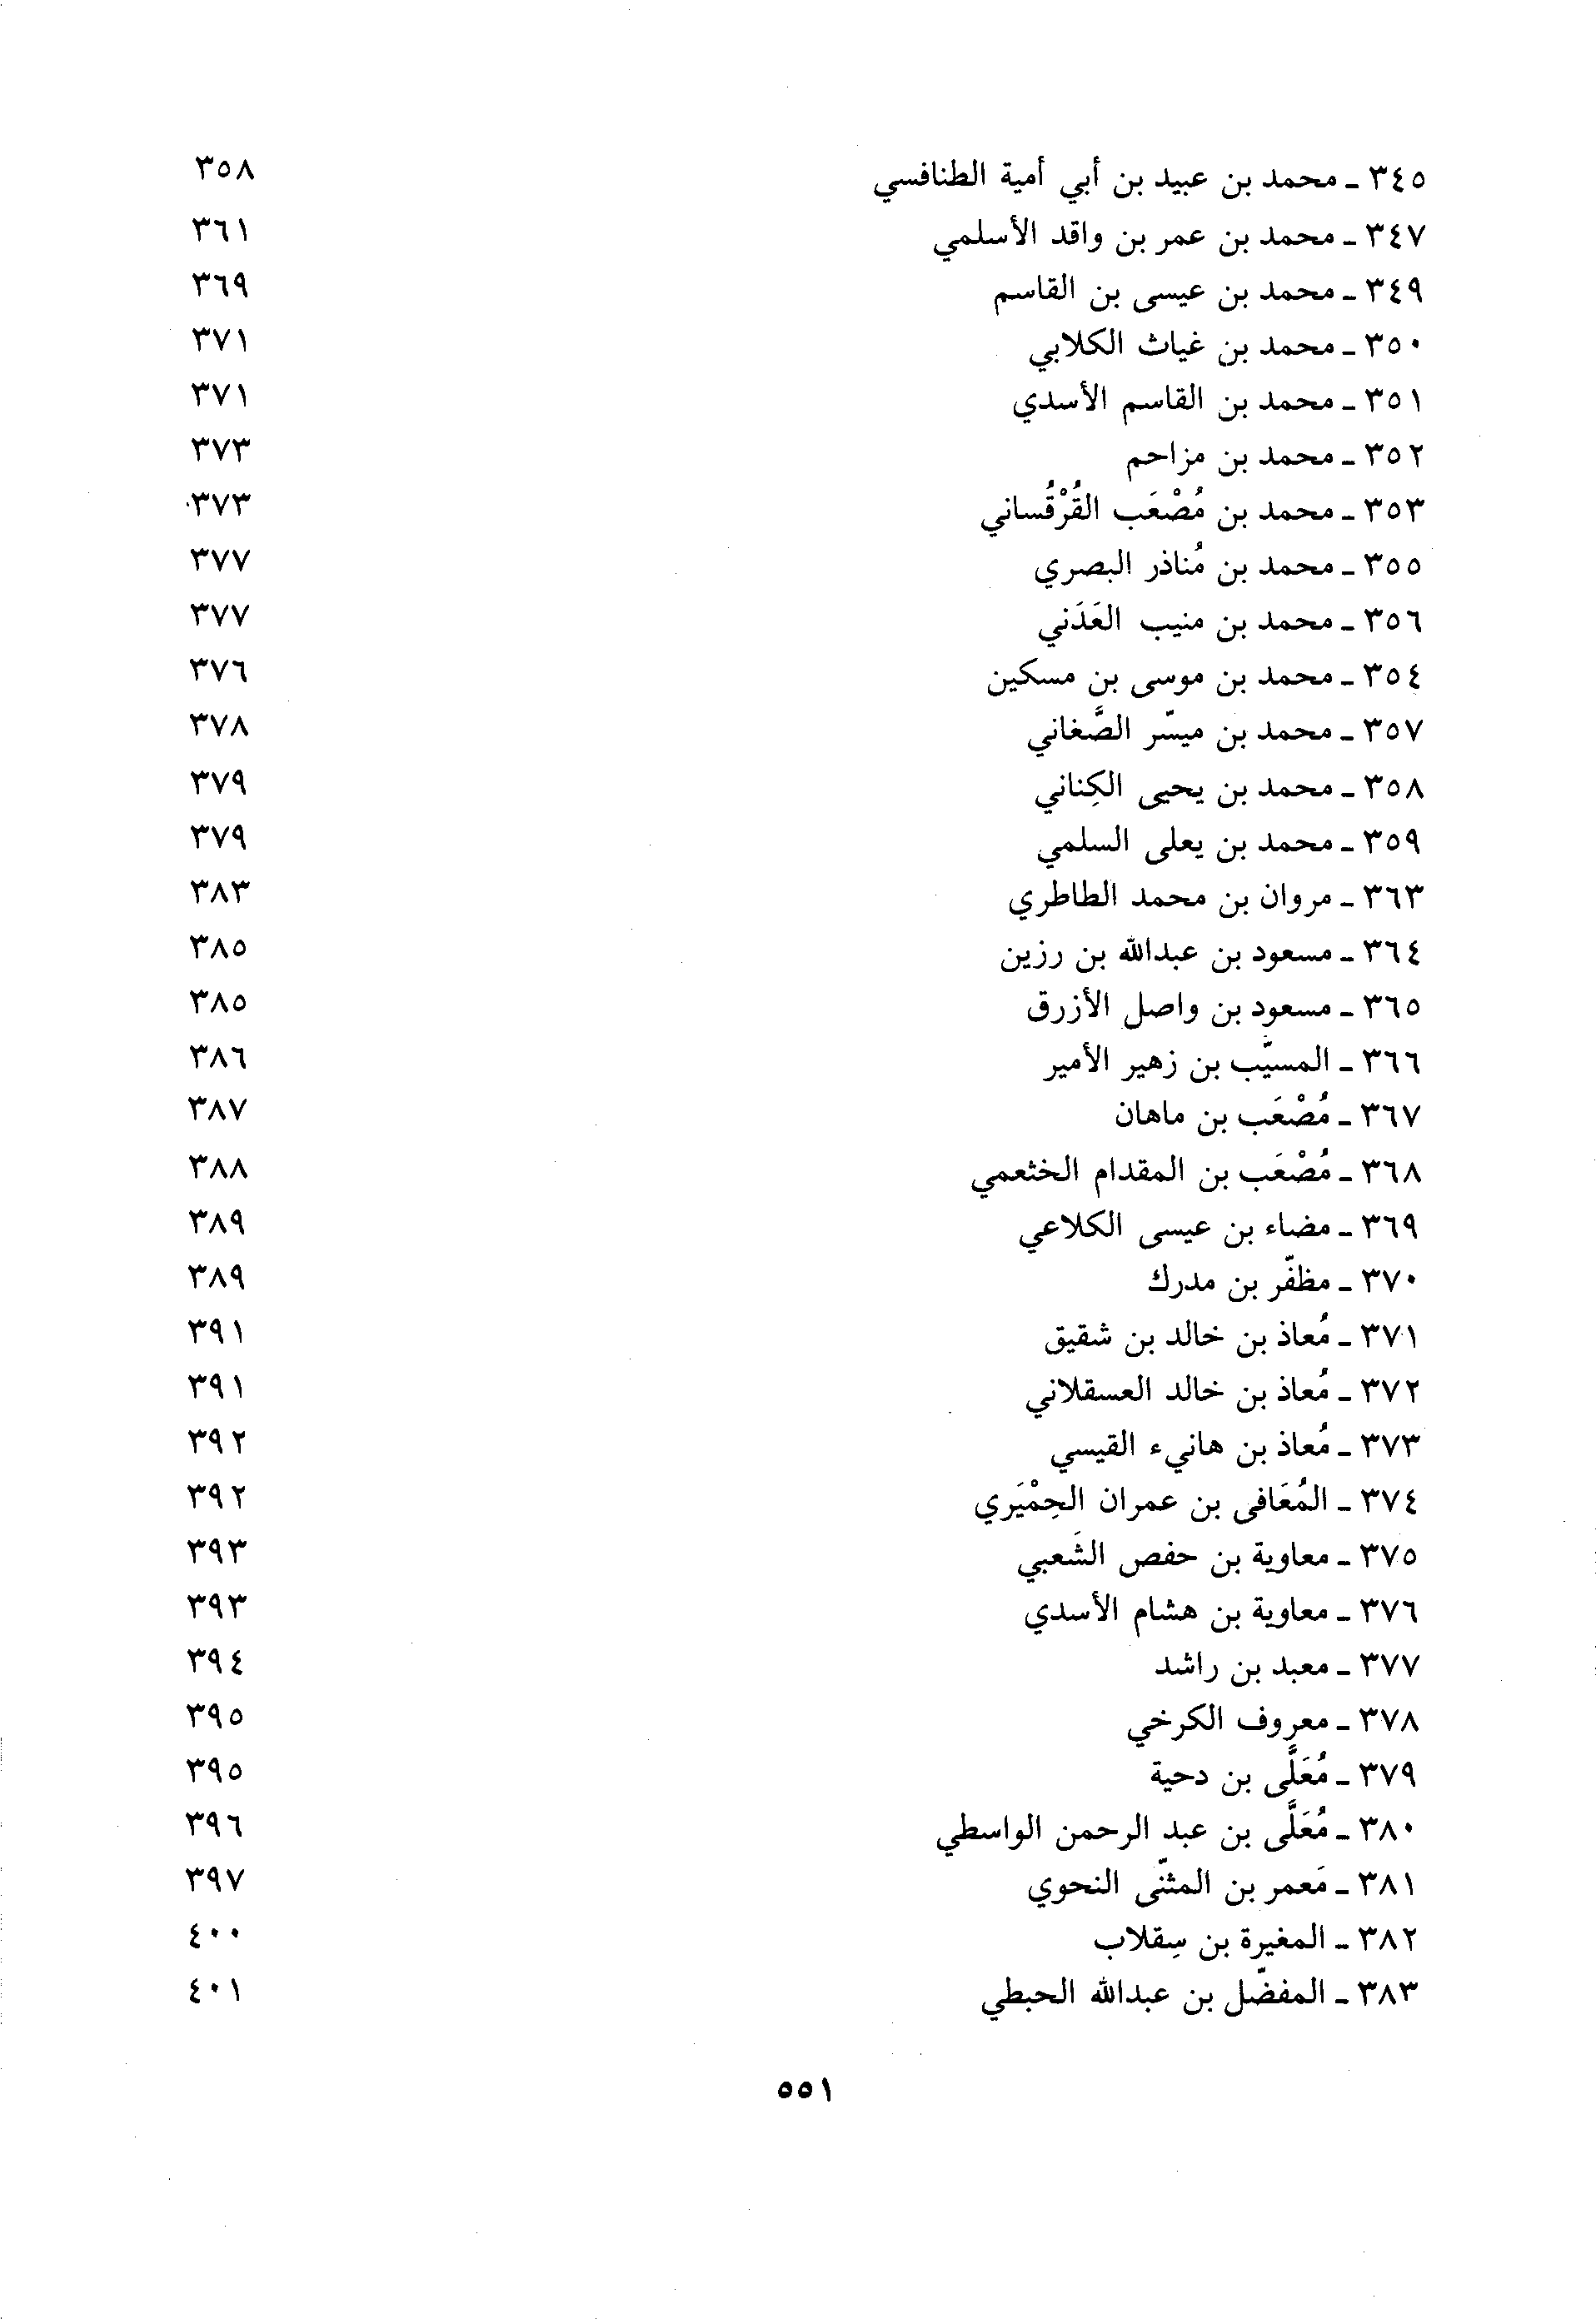 ٣٤٥ ـ محمد بن عبيد بن أبي أمية الطنافسي ٣٥٨
٣٤٧ ـ محمد بن عمر بن واقد الأسلمي ٣٦١
٣٤٩ ـ محمد بن عيسى بن القاسم ٣٦٩
٣٥٠ ـ محمد بن غياث الكلابي ٣٧١
٣٥١ ـ محمد بن القاسم الأسدي ٣٧١
٣٥٢ ـ محمد بن مزاحم ٣٧٣
٣٥٣ ـ محمد بن مُصْعَب القُرْقُساني ٣٧٣
٣٥٥ ـ محمد بن مُناذر البصري ٣٧٧
٣٥٦ ـ محمد بن منيب العَدَني ٣٧٧
٣٥٤ ـ محمد بن موسى بن مسكين ٣٧٦
٣٥٧ ـ محمد بن ميسّر الصَّغاني ٣٧٨
٣٥٨ ـ محمد بن يحيى الكِناني ٣٧٩
٣٥٩ ـ محمد بن يعلى السلمي ٣٧٩
٣٦٣ ـ مروان بن محمد الطاطري ٣٨٣
٣٦٤ ـ مسعود بن عبدالله بن رزين ٣٨٥
٣٦٥ ـ مسعود بن واصل الأزرق ٣٨٥
٣٦٦ ـ المسيَّب بن زهير الأمير ٣٨٦
٣٦٧ ـ مُصْعَب بن ماهان ٣٨٧
٣٦٨ ـ مُصْعَب بن المقدام الخثعمي ٣٨٨
٣٦٩ ـ مضاء بن عيسى الكلاعي ٣٨٩
٣٧٠ ـ مظفّر بن مدرك ٣٨٩
٣٧١ ـ مُعاذ بن خالد بن شقيق ٣٩١
٣٧٢ ـ مُعاذ بن خالد العسقلاني ٣٩١
٣٧٣ ـ مُعاذ بن هانيء القيسي ٣٩٢
٣٧٤ ـ المُعَافى بن عمران الحِمْيَري ٣٩٢
٣٧٥ ـ معاوية بن حفص الشَعبي ٣٩٣
٣٧٦ ـ معاوية بن هشام الأسدي ٣٩٣
٣٧٧ ـ معبد بن راشد ٣٩٤
٣٧٨ ـ معروف الكرخي ٣٩٥
٣٧٩ ـ مُعَلَّى بن دحية ٣٩٥
٣٨٠ ـ مُعَلَّى بن عبد الرحمن الواسطي ٣٩٦
٣٨١ ـ مَعمر بن المثنّى النحوي ٣٩٧
٣٨٢ ـ المغيرة بن سِقلاب ٤٠٠
٣٨٣ ـ المفضّل بن عبدالله الحبطي ٤٠١
٥٥١